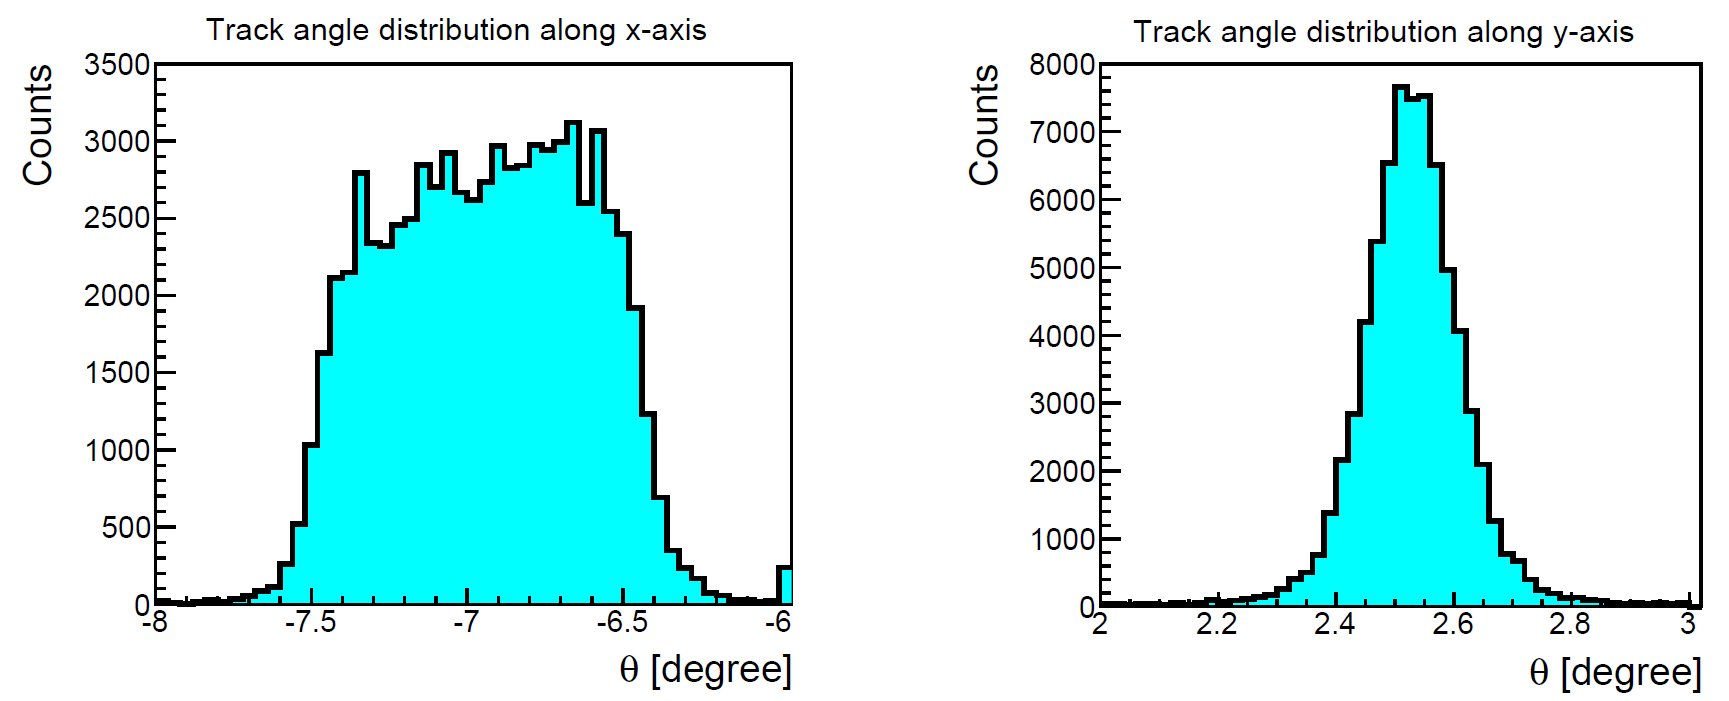 Track angle distribution along x-axis
Counts
3500
3000
2500
2000
1500
1000
500
0
-8 -7.5 -7 -6.5 -6
θ [degree]
Track angle distribution along y-axis
Counts
8000
7000
6000
5000
4000
3000
2000
1000
0
2 2.2 2.4 2.6 2.8 3
θ [degree]